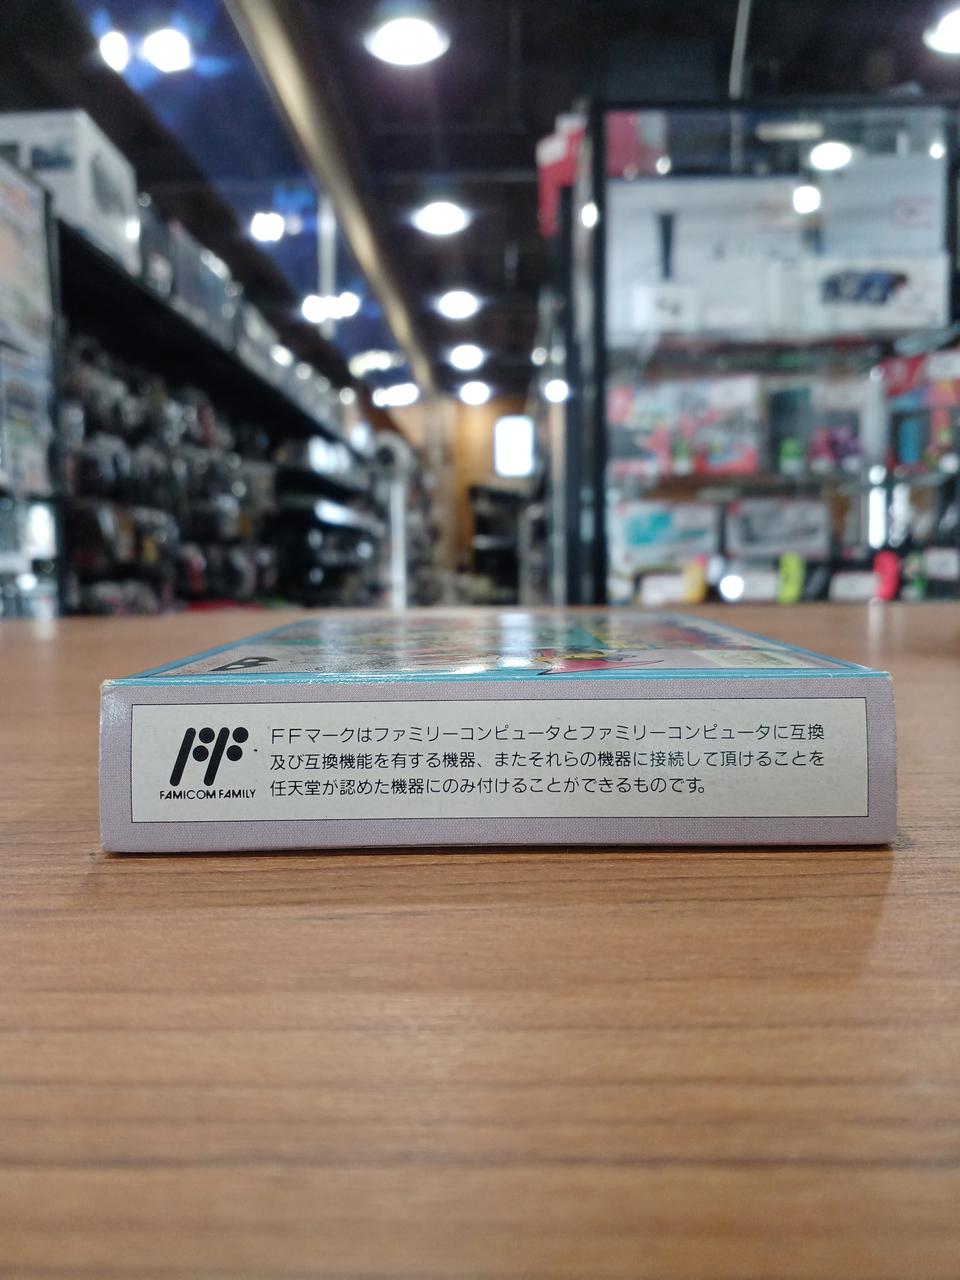 FAMICOM FAMILY
FFマークはファミリーコンピュータとファミリーコンピュータに互換
及び互換機能を有する機器、またそれらの機器に接続して頂けることを
任天堂が認めた機器にのみ付けることができるものです。